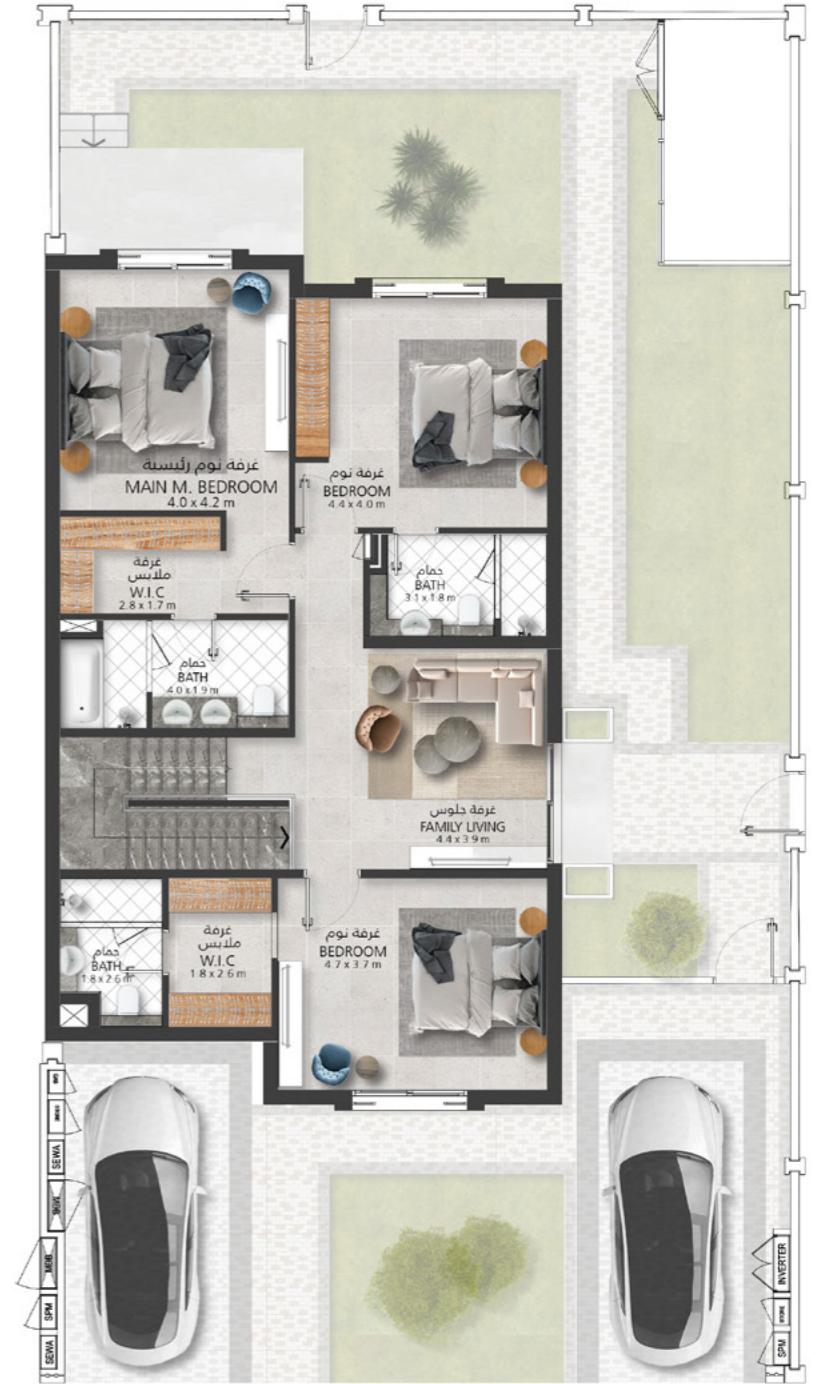 غرفة نوم رئيسية
MAIN M. BEDROOM
4.0 x 4.2 m
غرفة نوم
BEDROOM
4.4 x 4.0 m
غرفة
ملابس
W.I.C
2.8 x 1.7 m
حمام
BATH
3.1 x 1.8 m
حمام
BATH
4.0 x 1.9 m
غرفة جلوس
FAMILY LIVING
4.4 x 3.9 m
غرفة نوم
BEDROOM
4.7 x 3.7 m
غرفة
ملابس
W.I.C
1.8 x 2.6 m
حمام
BATH
1.8 x 2.6 m
SEWA
MDB
MDB
SPM
SEWA
INVERTER
SPM